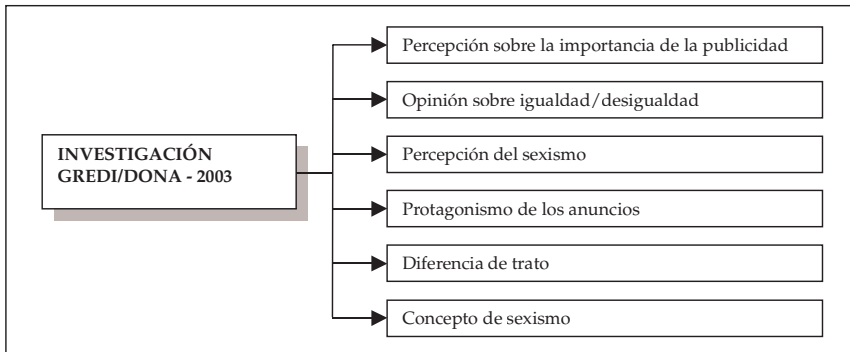 INVESTIGACIÓN
GREDI/DONA - 2003
Percepción sobre la importancia de la publicidad
Opinión sobre igualdad/desigualdad
Percepción del sexismo
Protagonismo de los anuncios
Diferencia de trato
Concepto de sexismo